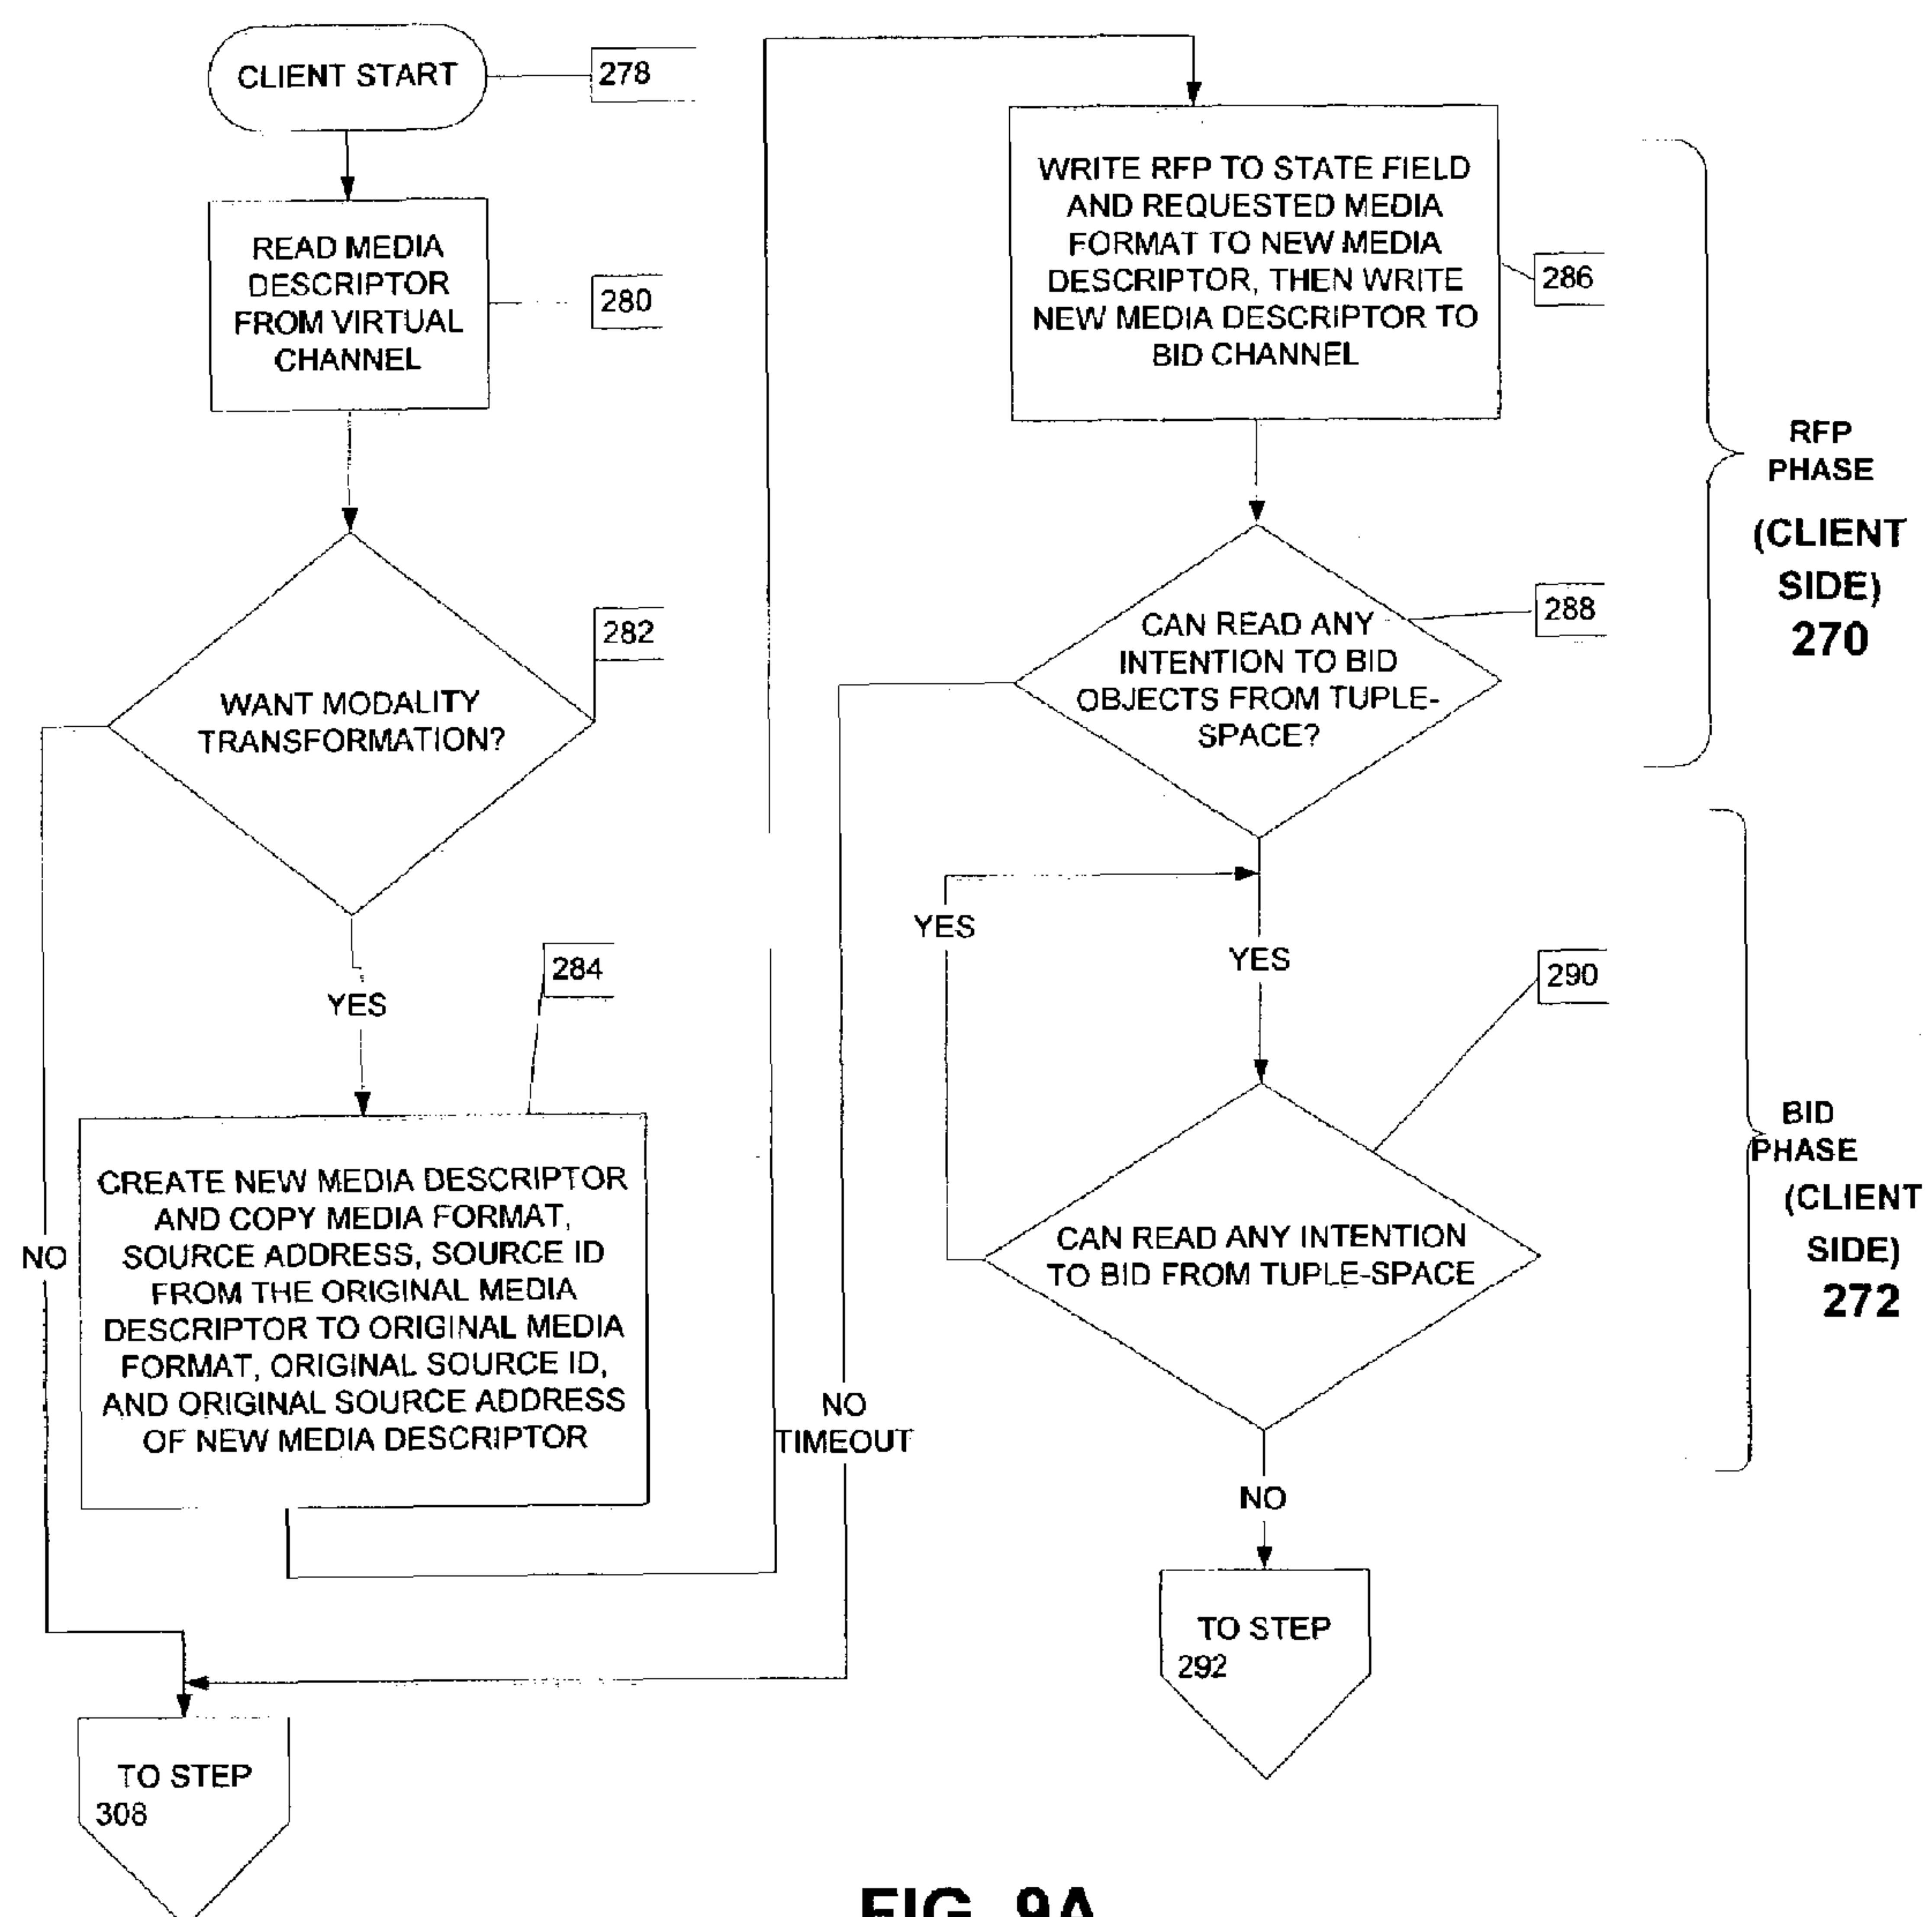 CLIENT START
278
READ MEDIA
DESCRIPTOR
FROM VIRTUAL
CHANNEL
280
WANT MODALITY
TRANSFORMATION?
282
NO
YES
284
CREATE NEW MEDIA DESCRIPTOR
AND COPY MEDIA FORMAT,
SOURCE ADDRESS, SOURCE ID
FROM THE ORIGINAL MEDIA
DESCRIPTOR TO ORIGINAL MEDIA
FORMAT, ORIGINAL SOURCE ID,
AND ORIGINAL SOURCE ADDRESS
OF NEW MEDIA DESCRIPTOR
TO STEP
308
WRITE RFP TO STATE FIELD
AND REQUESTED MEDIA
FORMAT TO NEW MEDIA
DESCRIPTOR, THEN WRITE
NEW MEDIA DESCRIPTOR TO
BID CHANNEL
286
CAN READ ANY
INTENTION TO BID
OBJECTS FROM TUPLE-
SPACE?
288
NO
TIMEOUT
YES
YES
290
CAN READ ANY INTENTION
TO BID FROM TUPLE-SPACE
NO
TO STEP
292
RFP
PHASE
(CLIENT
SIDE)
270
BID
PHASE
(CLIENT
SIDE)
272
FIG. 9A